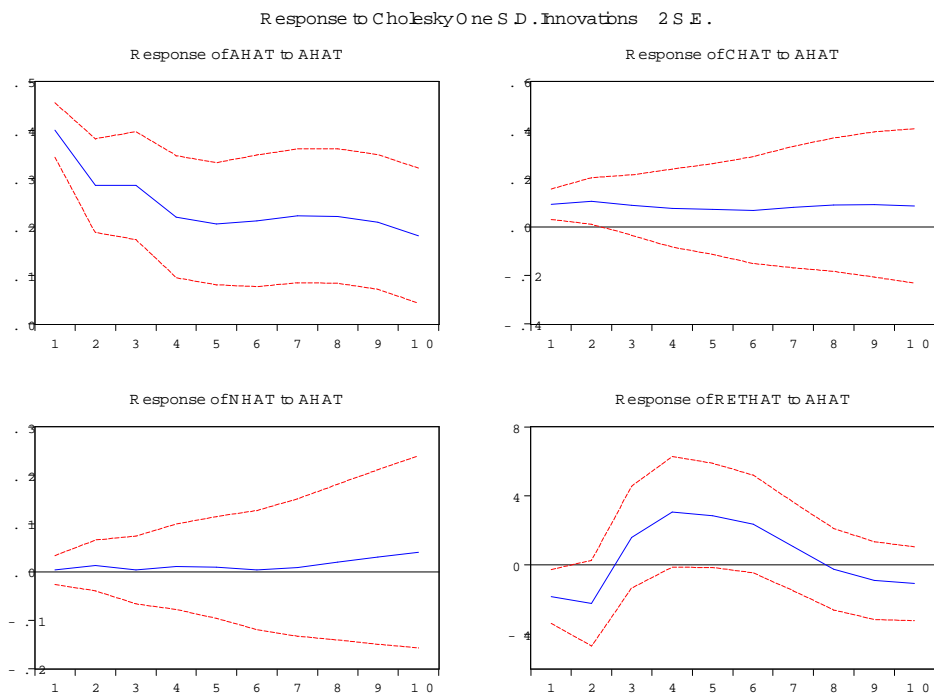 Response to Cholesky One S.D. Innovations 2 S.E.
Response of AHAT to AHAT
Response of CHAT to AHAT
.5
.4
.3
.2
.1
.0
1 2 3 4 5 6 7 8 9 10
.6
.4
.2
.0
-.2
-.4
1 2 3 4 5 6 7 8 9 10
Response of NHAT to AHAT
Response of RETHAT to AHAT
.3
.2
.1
.0
-.1
-.2
1 2 3 4 5 6 7 8 9 10
8
4
0
-4
1 2 3 4 5 6 7 8 9 10